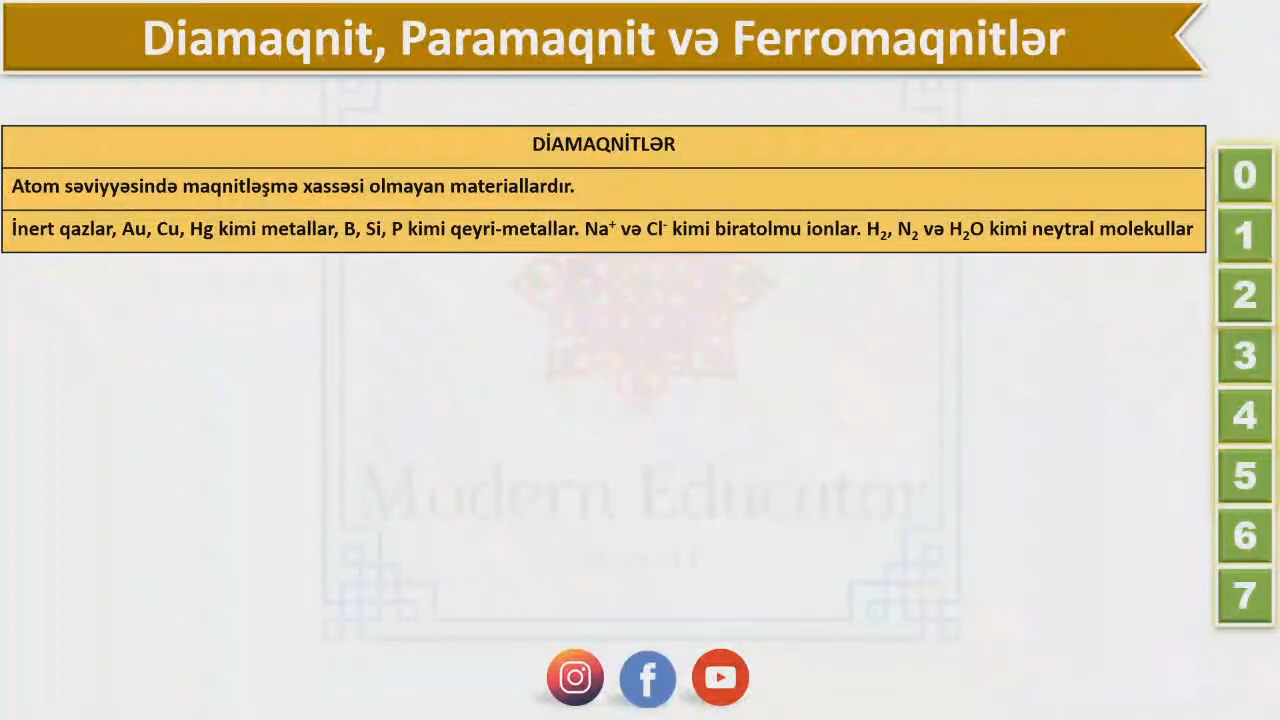 Diamaqnit, Paramaqnit və Ferromaqnitlər
DİAMAQNİTLƏR
Atom səviyyəsində maqnitləşmə xassəsi olmayan materiallardır.
İnert qazlar, Au, Cu, Hg kimi metallar, B, Si, P kimi qeyri-metallar. Na⁺ və Cl⁻ kimi biratolmu ionlar. H₂, N₂ və H₂O kimi neytral molekullar
0
1
2
3
4
5
6
7
Modern Educator